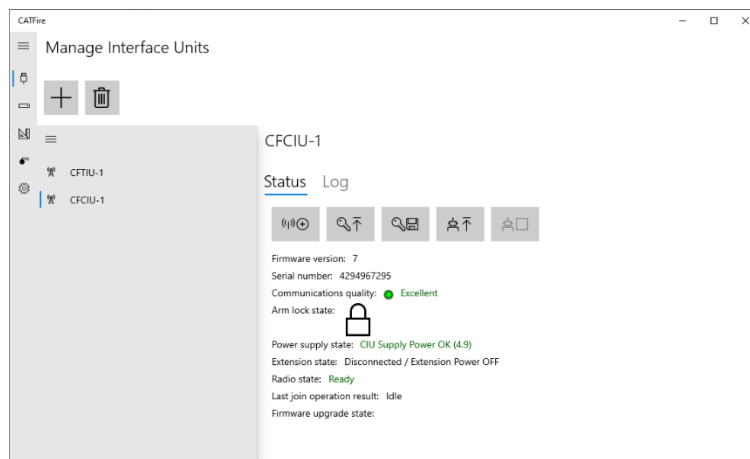 CATFire
Manage Interface Units
CFCIU-1
CFTIU-1
CFCIU-1
Status Log
Firmware version: 7
Serial number: 4294967295
Communications quality: Excellent
Arm lock state:
Power supply state: CIU Supply Power OK (4.9)
Extension state: Disconnected / Extension Power OFF
Radio state: Ready
Last join operation result: Idle
Firmware upgrade state: